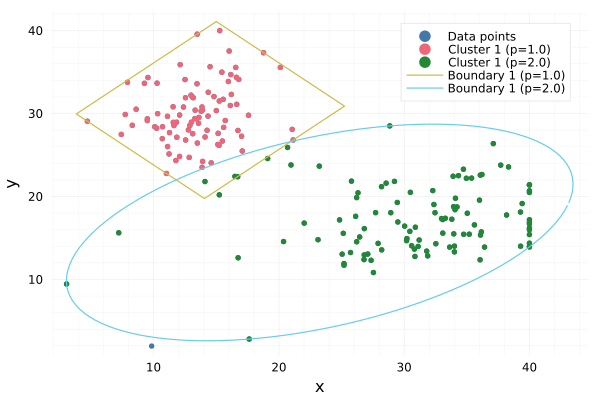 40
30
20
10
y
10
20
30
40
x
Data points
Cluster 1 (p=1.0)
Cluster 1 (p=2.0)
Boundary 1 (p=1.0)
Boundary 1 (p=2.0)